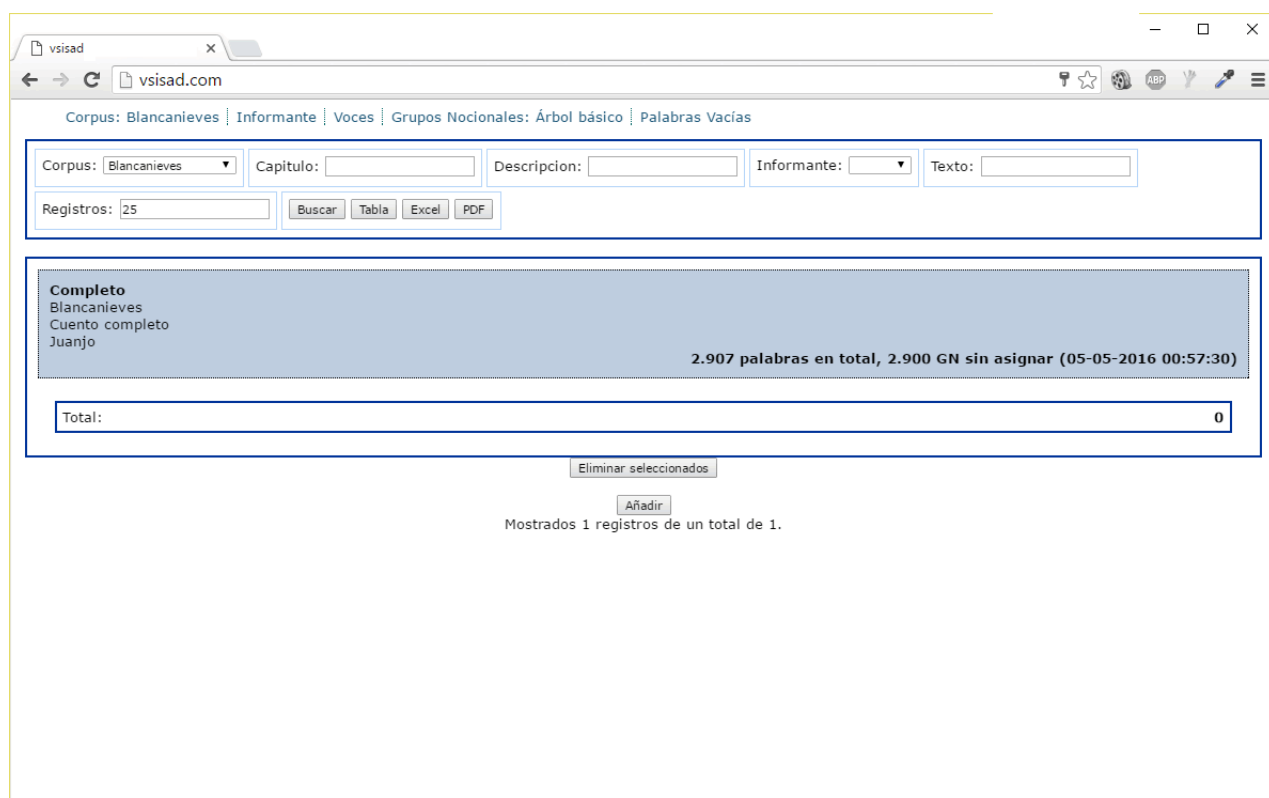 vsisad
vsisad.com
ABP
Corpus: Blancanieves Informante Voces Grupos Nocionales: Árbol básico Palabras Vacías
Corpus: Blancanieves Capitulo: Descripcion: Informante: Texto:
Registros: 25 Buscar Tabla Excel PDF
Completo
Blancanieves
Cuento completo
Juanjo
2.907 palabras en total, 2.900 GN sin asignar (05-05-2016 00:57:30)
Total: 0
Eliminar seleccionados
Añadir
Mostrados 1 registros de un total de 1.